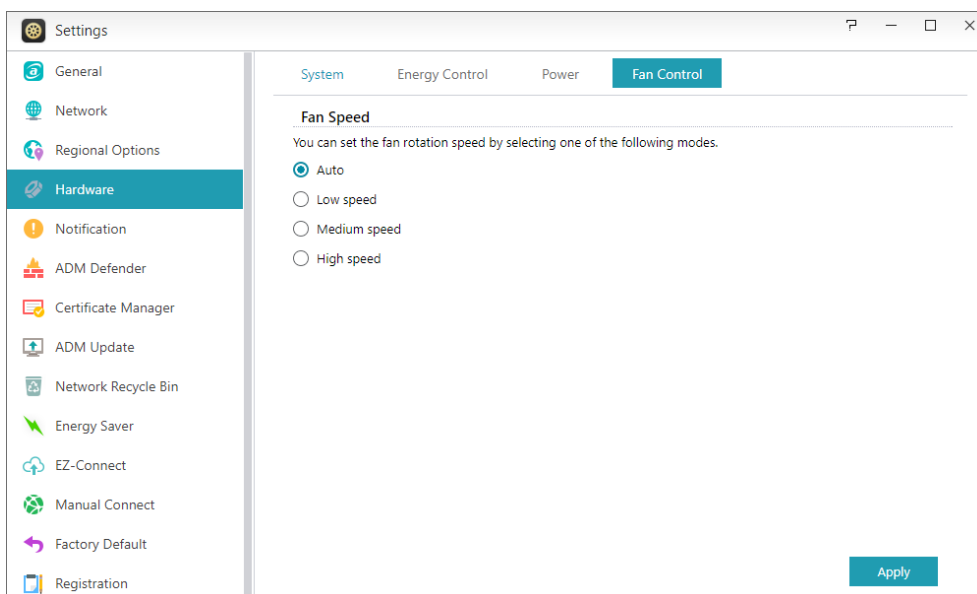 Settings
General
Network
Regional Options
Hardware
Notification
ADM Defender
Certificate Manager
ADM Update
Network Recycle Bin
Energy Saver
EZ-Connect
Manual Connect
Factory Default
Registration
System Energy Control Power Fan Control
Fan Speed
You can set the fan rotation speed by selecting one of the following modes.
Auto
Low speed
Medium speed
High speed
Apply